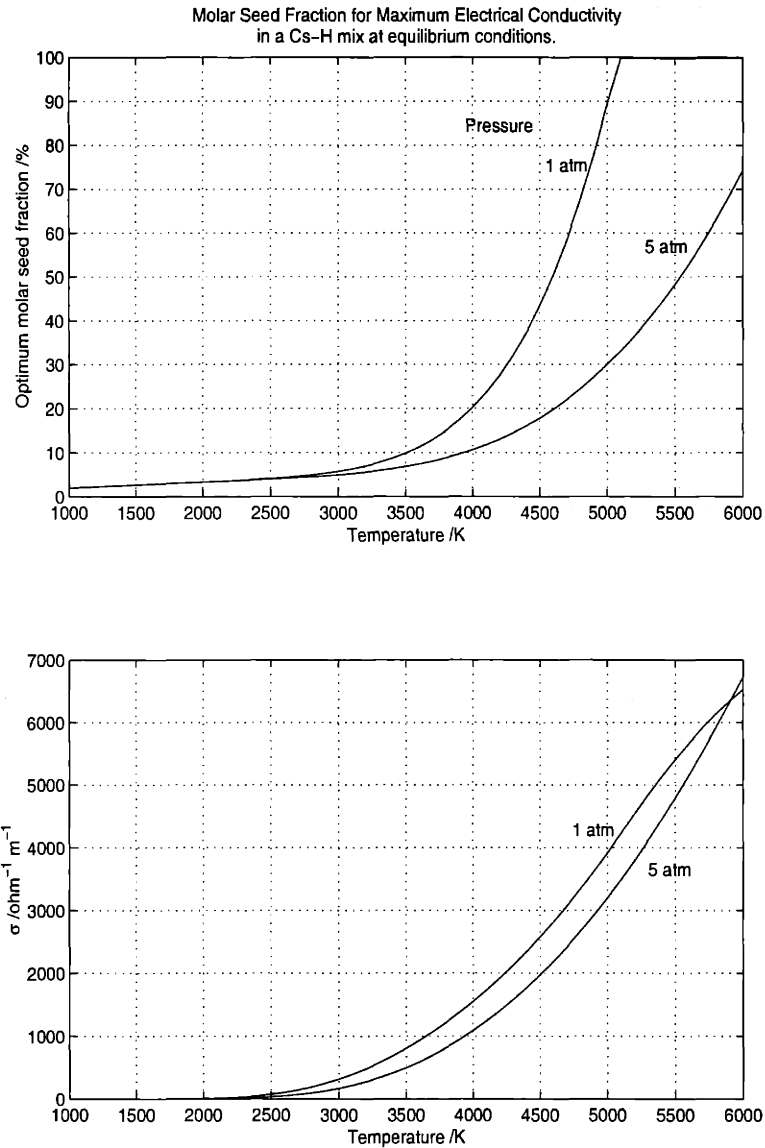 Molar Seed Fraction for Maximum Electrical Conductivity
in a Cs−H mix at equilibrium conditions.
100
90
80
70
60
50
40
30
20
10
0
Optimum molar seed fraction /%
Pressure
1 atm
5 atm
1000 1500 2000 2500 3000 3500 4000 4500 5000 5500 6000
Temperature /K
7000
6000
5000
4000
3000
2000
1000
0
σ /ohm⁻¹ m⁻¹
1 atm
5 atm
1000 1500 2000 2500 3000 3500 4000 4500 5000 5500 6000
Temperature /K